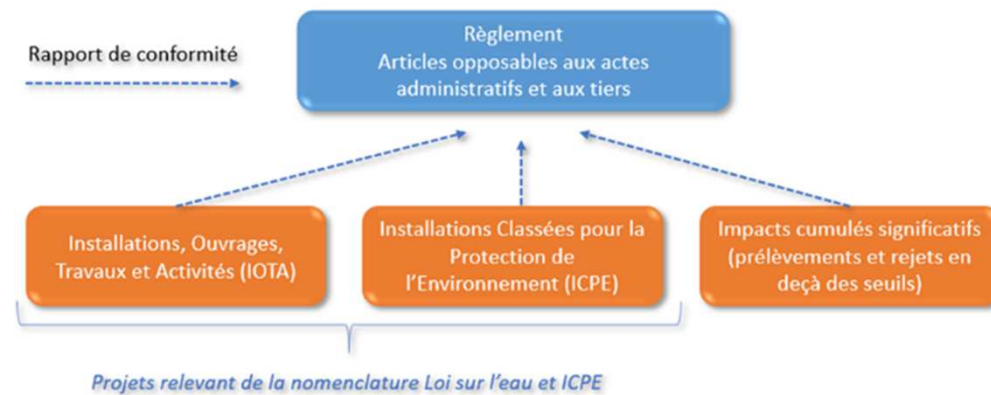 Rapport de conformité
Règlement
Articles opposables aux actes
administratifs et aux tiers
Installations, Ouvrages,
Travaux et Activités (IOTA)
Installations Classées pour la
Protection de
l'Environnement (ICPE)
Impacts cumulés significatifs
(prélèvements et rejets en
deçà des seuils)
Projets relevant de la nomenclature Loi sur l'eau et ICPE